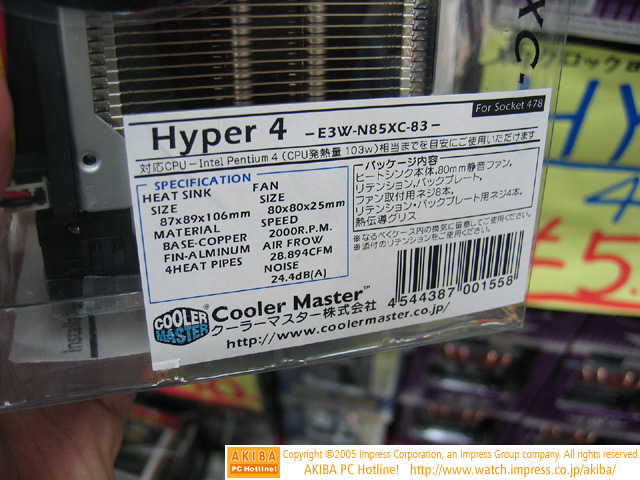 XC-
For Socket 478
Hyper 4 -E3W-N85XC-83-
対応CPU-Intel Pentium 4 (CPU発熱量 103w)相当までを目安にご使用いただけます
SPECIFICATION
HEAT SINK
SIZE
87x89x106mm
MATERIAL
BASE-COPPER
FIN-ALMINUM
4HEAT PIPES
FAN
SIZE
80x80x25mm
SPEED
2000R.P.M.
AIR FROW
28.894CFM
NOISE
24.4dB(A)
パッケージ内容
ヒートシンク本体,80mm静音ファン,
リテンション,バックプレート,
ファン取付用ネジ8本,
リテンション・バックプレート用ネジ4本,
熱伝導グリス
※なるべくケース内の換気に留意してご使用ください。
※添付のリテンションをご使用ください。
COOLER MASTER
Cooler Master™
クーラーマスター株式会社
http://www.coolermaster.co.jp/
4 544387 001558
Install
HY
4
¥5
AKIBA PC Hotline!
Copyright ©2005 Impress Corporation, an Impress Group company. All rights reserved.
AKIBA PC Hotline! http://www.watch.impress.co.jp/akiba/